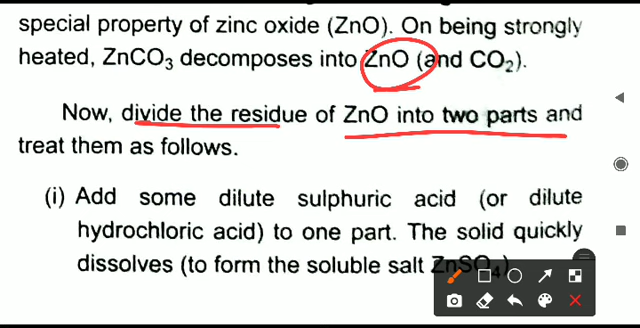 special property of zinc oxide (ZnO). On being strongly
heated, ZnCO₃ decomposes into ZnO (and CO₂).
Now, divide the residue of ZnO into two parts and
treat them as follows.
(i) Add some dilute sulphuric acid (or dilute
hydrochloric acid) to one part. The solid quickly
dissolves (to form the soluble salt ZnSO₄)